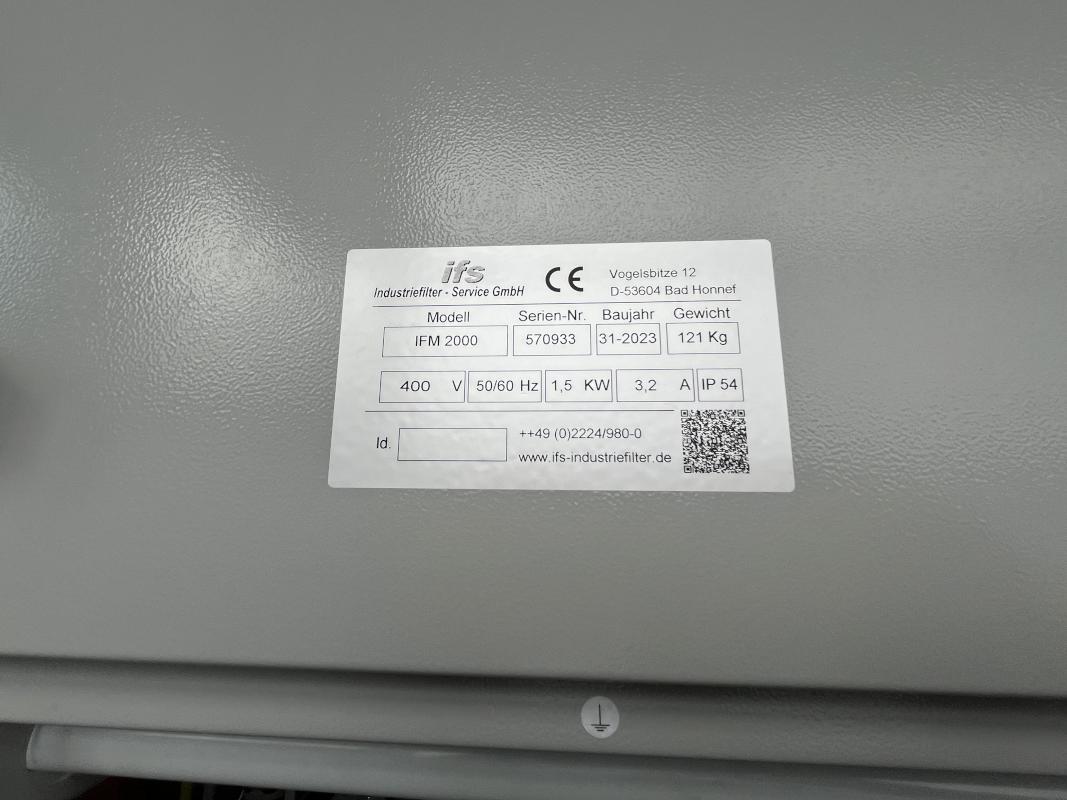 ifs
Industriefilter - Service GmbH
CE
Vogelsbitze 12
D-53604 Bad Honnef
Modell Serien-Nr. Baujahr Gewicht
IFM 2000 570933 31-2023 121 Kg
400 V 50/60 Hz 1,5 KW 3,2 A IP 54
Id.
++49 (0)2224/980-0
www.ifs-industriefilter.de